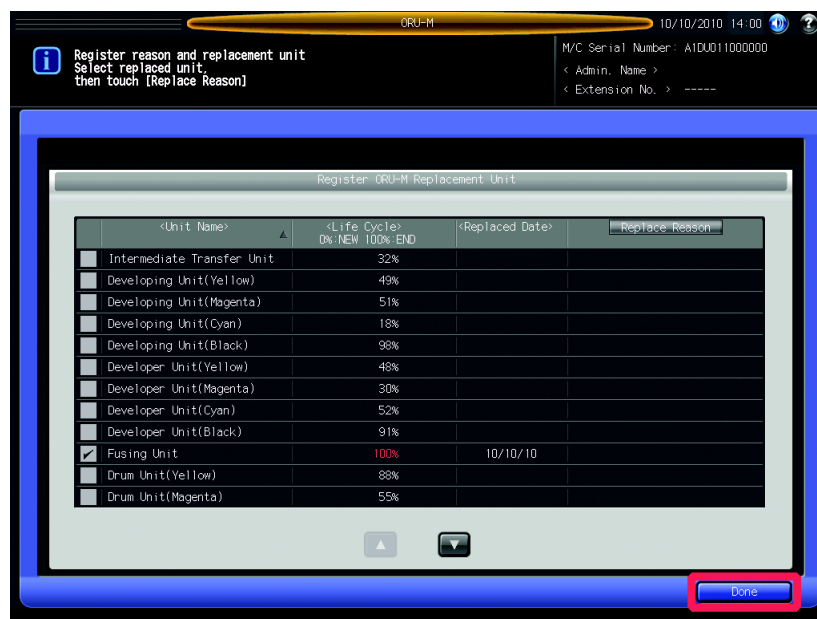 ORU-M
10/10/2010 14:00
Register reason and replacement unit
Select replaced unit,
then touch [Replace Reason]
M/C Serial Number: A1DU011000000
< Admin. Name >
< Extension No. > -----
Register ORU-M Replacement Unit
<Unit Name> <Life Cycle> <Replaced Date> Replace Reason
0%:NEW 100%:END
Intermediate Transfer Unit 32%
Developing Unit(Yellow) 49%
Developing Unit(Magenta) 51%
Developing Unit(Cyan) 18%
Developing Unit(Black) 98%
Developer Unit(Yellow) 48%
Developer Unit(Magenta) 30%
Developer Unit(Cyan) 52%
Developer Unit(Black) 91%
Fusing Unit 100% 10/10/10
Drum Unit(Yellow) 88%
Drum Unit(Magenta) 55%
Done